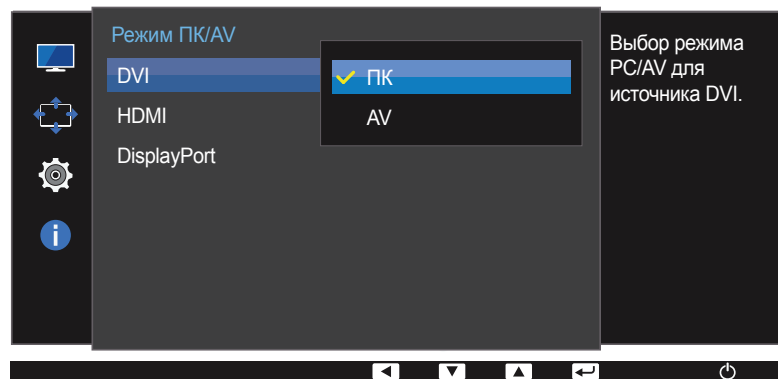 Режим ПК/AV
DVI
HDMI
DisplayPort
ПК
AV
Выбор режима
PC/AV для
источника DVI.